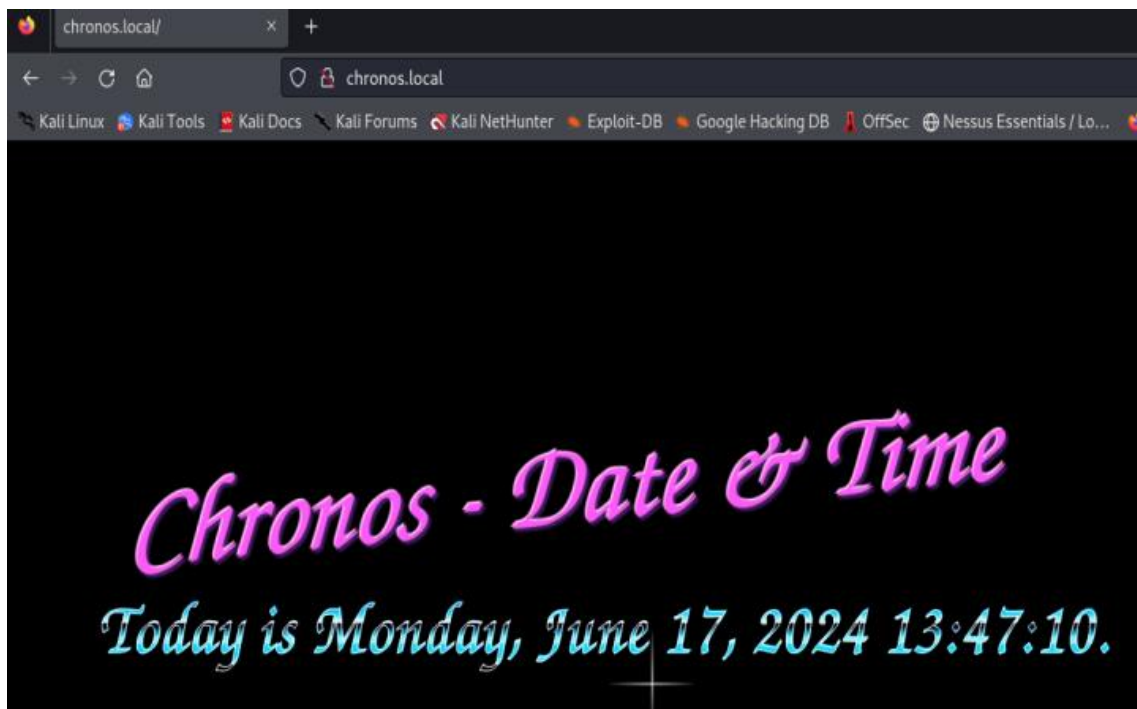 chronos.local/
chronos.local
Kali Linux Kali Tools Kali Docs Kali Forums Kali NetHunter Exploit-DB Google Hacking DB OffSec Nessus Essentials / Lo...
Chronos - Date & Time
Today is Monday, June 17, 2024 13:47:10.